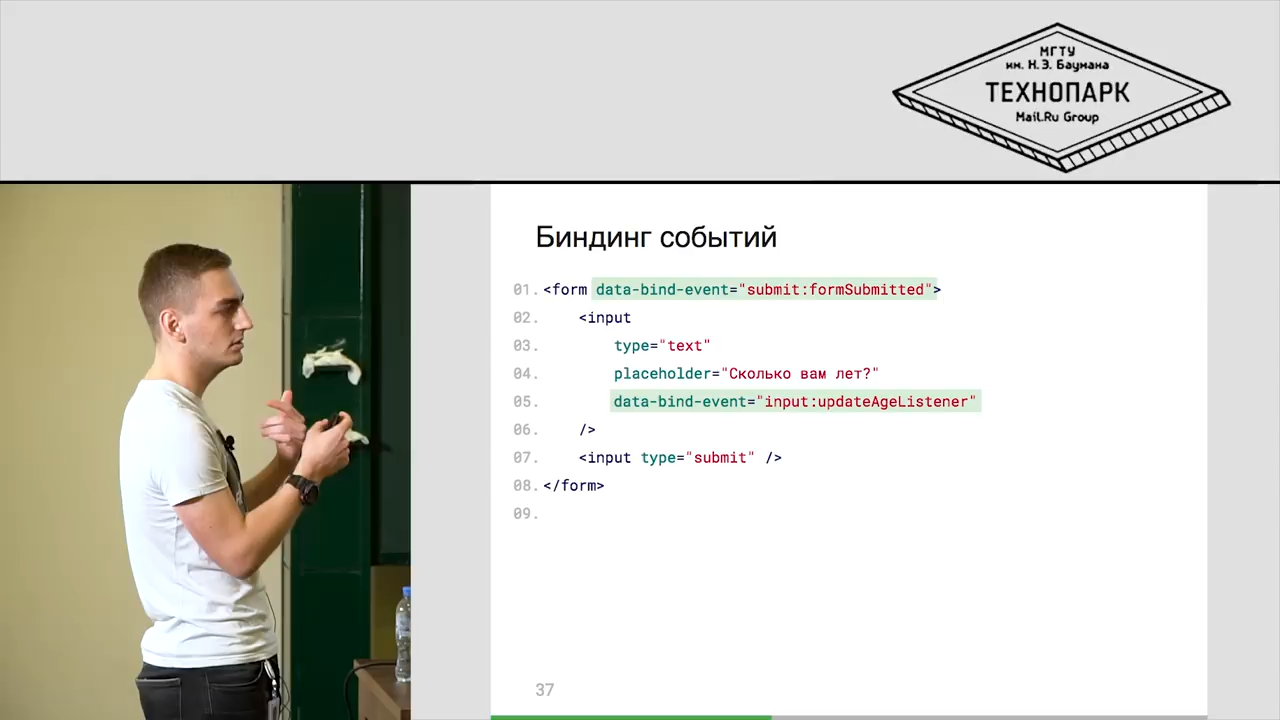 МГТУ
им. Н.Э. Баумана
ТЕХНОПАРК
Mail.Ru Group
Биндинг событий
01. <form data-bind-event="submit:formSubmitted">
02. <input
03. type="text"
04. placeholder="Сколько вам лет?"
05. data-bind-event="input:updateAgeListener"
06. />
07. <input type="submit" />
08. </form>
09.
37